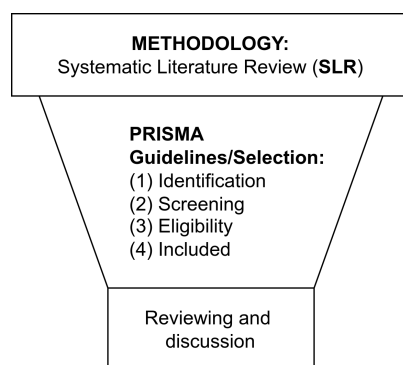 METHODOLOGY:
Systematic Literature Review (SLR)
PRISMA
Guidelines/Selection:
(1) Identification
(2) Screening
(3) Eligibility
(4) Included
Reviewing and
discussion